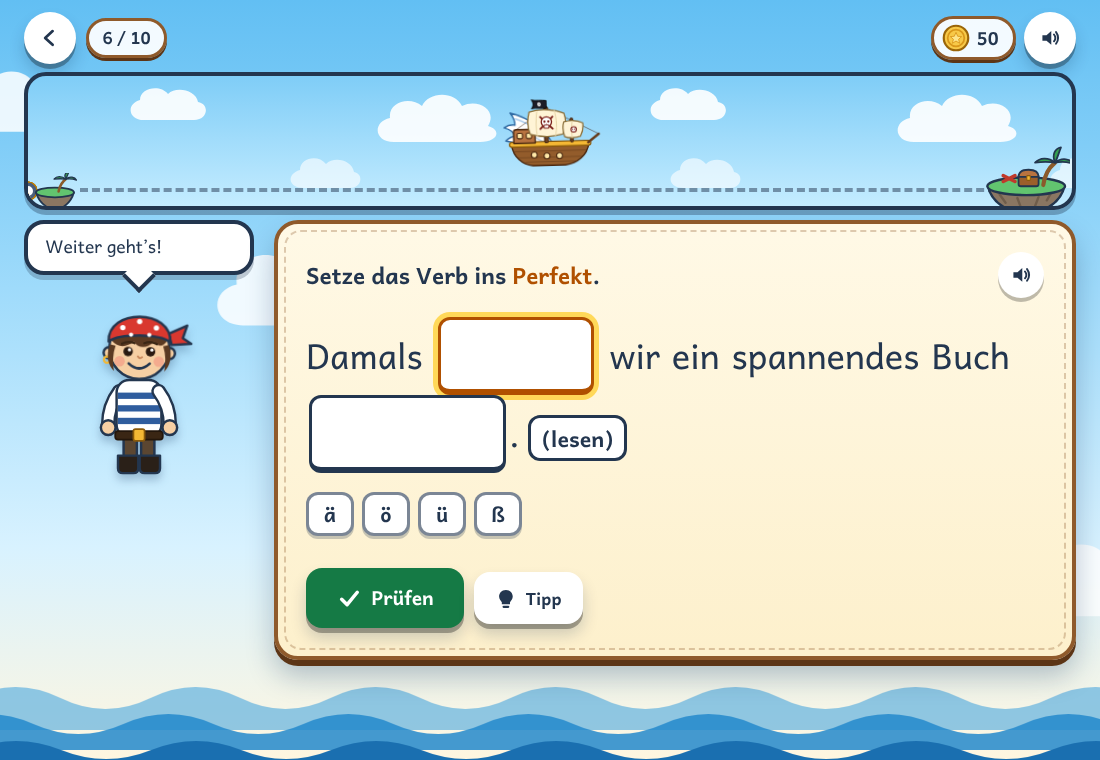 6 / 10
50
Weiter geht's!
Setze das Verb ins Perfekt.
Damals wir ein spannendes Buch
. (lesen)
ä ö ü ß
Prüfen Tipp